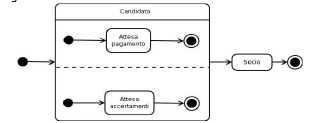 Candidato
Attesa
pagamento
Socio
Attesa
accertamenti